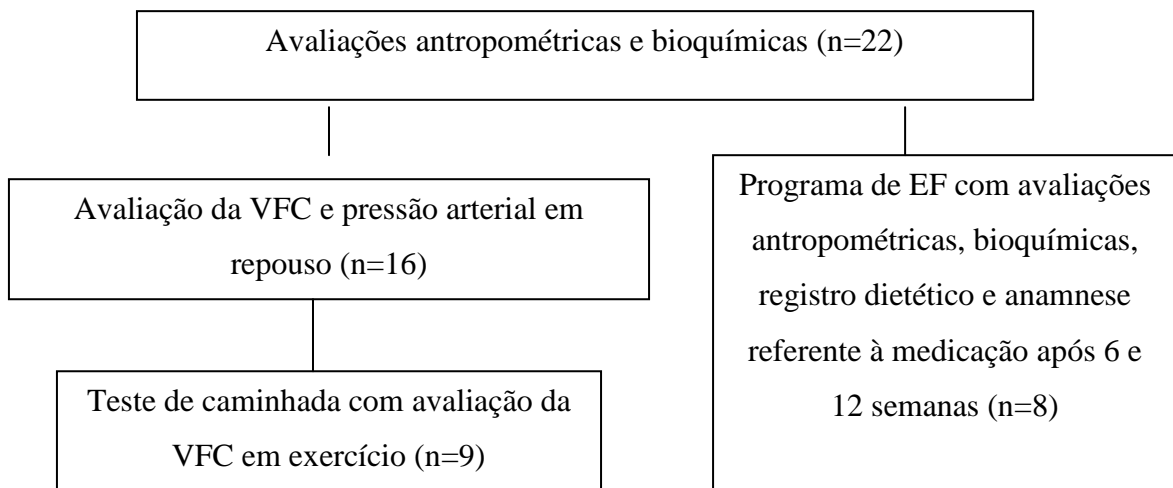 Avaliações antropométricas e bioquímicas (n=22)
Avaliação da VFC e pressão arterial em
repouso (n=16)
Teste de caminhada com avaliação da
VFC em exercício (n=9)
Programa de EF com avaliações
antropométricas, bioquímicas,
registro dietético e anamnese
referente à medicação após 6 e
12 semanas (n=8)